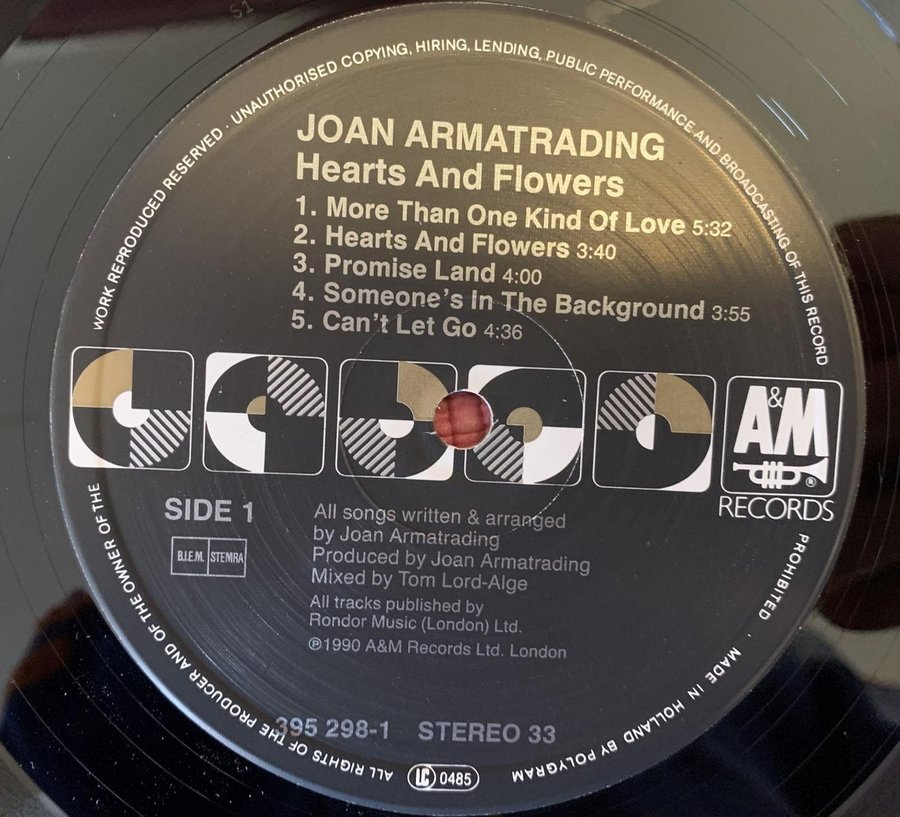 WORK REPRODUCED RESERVED · UNAUTHORISED COPYING, HIRING, LENDING, PUBLIC PERFORMANCE AND BROADCASTING OF THIS RECORD
JOAN ARMATRADING
Hearts And Flowers
1. More Than One Kind Of Love 5:32
2. Hearts And Flowers 3:40
3. Promise Land 4:00
4. Someone's In The Background 3:55
5. Can't Let Go 4:36
A&M
®
RECORDS
SIDE 1
B.I.E.M. STEMRA
All songs written & arranged
by Joan Armatrading
Produced by Joan Armatrading
Mixed by Tom Lord-Alge
All tracks published by
Rondor Music (London) Ltd.
℗1990 A&M Records Ltd. London
395 298-1 STEREO 33
PROHIBITED · MADE IN HOLLAND BY POLYGRAM
LC 0485
ALL RIGHTS OF THE PRODUCER AND OF THE OWNER OF THE